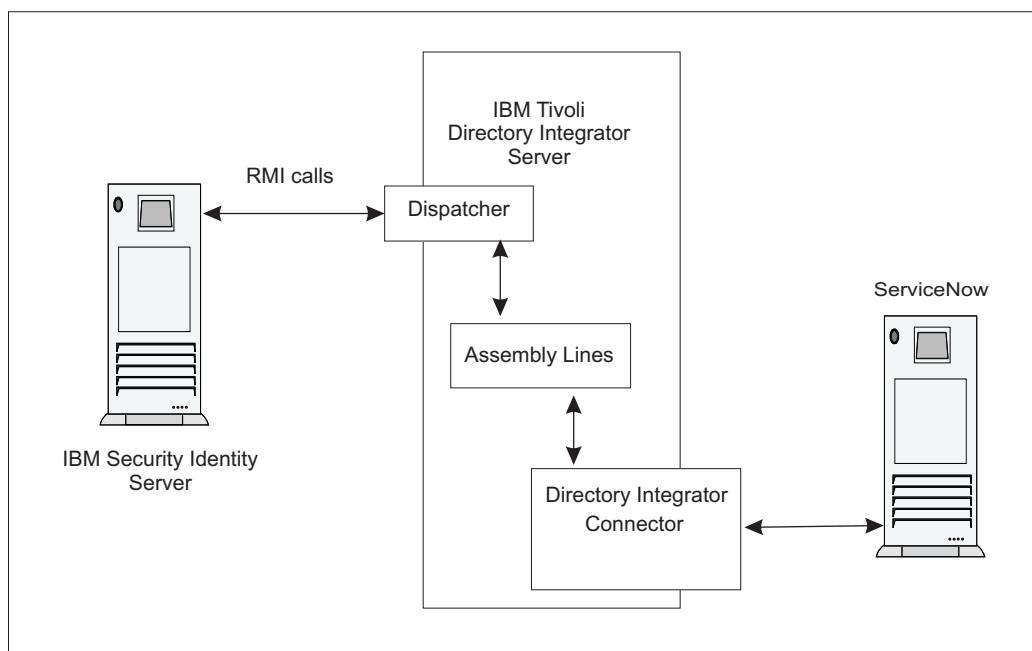 IBM Tivoli
Directory Integrator
Server
RMI calls
Dispatcher
ServiceNow
Assembly Lines
IBM Security Identity
Server
Directory Integrator
Connector